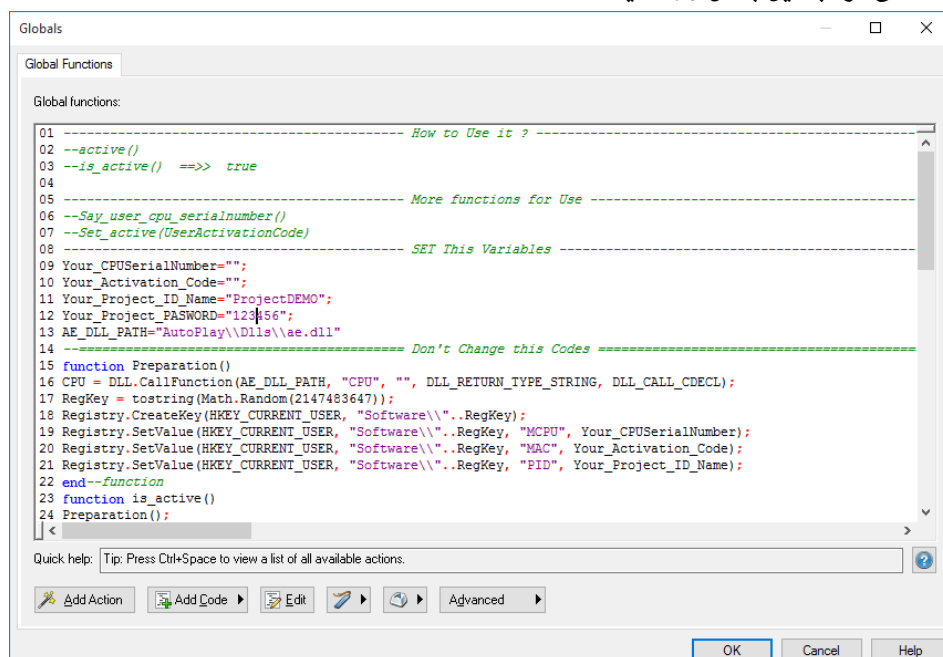 Globals
Global Functions
Global functions:
01 -------------------------------------------- How to Use it ? --------------------------------------------------
02 --active()
03 --is_active()  ==>> true
04
05 -------------------------------------------- More functions for Use -------------------------------------------
06 --Say_user_cpu_serialnumber()
07 --Set_active(UserActivationCode)
08 -------------------------------------------- SET This Variables -----------------------------------------------
09 Your_CPUSerialNumber="";
10 Your_Activation_Code="";
11 Your_Project_ID_Name="ProjectDEMO";
12 Your_Project_PASWORD="123456";
13 AE_DLL_PATH="AutoPlay\\Dlls\\ae.dll"
14 --========================================== Don't Change this Codes ==========================================
15 function Preparation()
16 CPU = DLL.CallFunction(AE_DLL_PATH, "CPU", "", DLL_RETURN_TYPE_STRING, DLL_CALL_CDECL);
17 RegKey = tostring(Math.Random(2147483647));
18 Registry.CreateKey(HKEY_CURRENT_USER, "Software\\"..RegKey);
19 Registry.SetValue(HKEY_CURRENT_USER, "Software\\"..RegKey, "MCPU", Your_CPUSerialNumber);
20 Registry.SetValue(HKEY_CURRENT_USER, "Software\\"..RegKey, "MAC", Your_Activation_Code);
21 Registry.SetValue(HKEY_CURRENT_USER, "Software\\"..RegKey, "PID", Your_Project_ID_Name);
22 end--function
23 function is_active()
24 Preparation();
Quick help: Tip: Press Ctrl+Space to view a list of all available actions.
Add Action Add Code Edit Advanced
OK Cancel Help